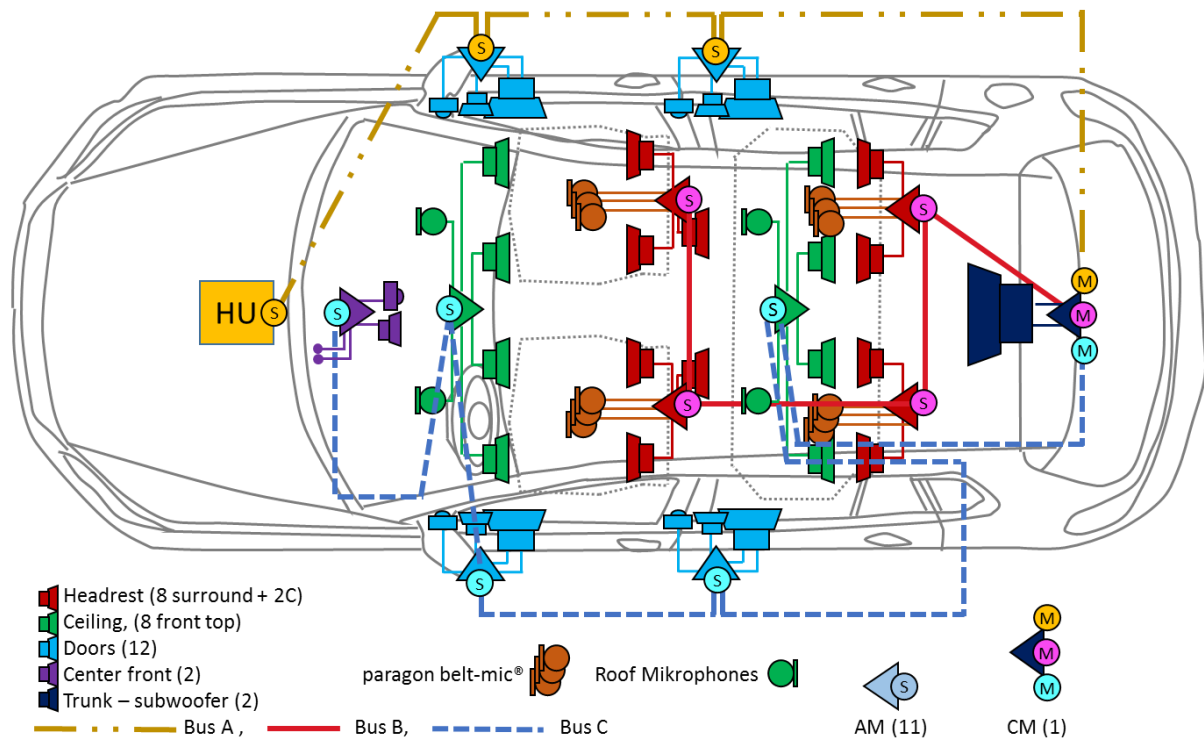 S
S
S
S
S
S
S
M
HU
S
S
S
S
M
M
S
S
S
S
Headrest (8 surround + 2C)
Ceiling, (8 front top)
Doors (12)
Center front (2)
Trunk – subwoofer (2)
paragon belt-mic®
Roof Mikrophones
S
AM (11)
M
M
M
CM (1)
Bus A ,
Bus B,
Bus C